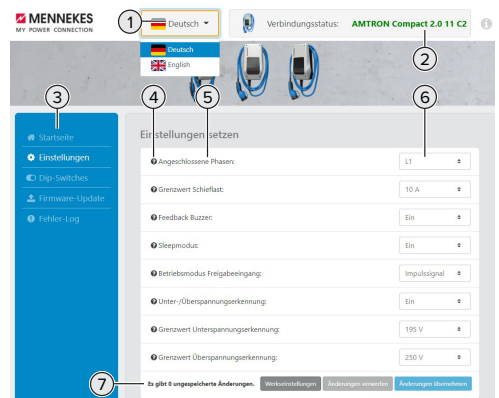 MENNEKES
MY POWER CONNECTION
1
Deutsch
Verbindungsstatus: AMTRON Compact 2.0 11 C2
Deutsch
English
2
3
4
5
6
Startseite
Einstellungen
Dip-Switches
Firmware-Update
Fehler-Log
Einstellungen setzen
Angeschlossene Phasen: L1
Grenzwert Schieflast: 10 A
Feedback Buzzer: Ein
Sleepmodus: Ein
Betriebsmodus Freigabeeingang: Impulssignal
Unter-/Überspannungserkennung: Ein
Grenzwert Unterspannungserkennung: 195 V
Grenzwert Überspannungserkennung: 250 V
7
Es gibt 0 ungespeicherte Änderungen. Werkseinstellungen Änderungen verwerfen Änderungen übernehmen